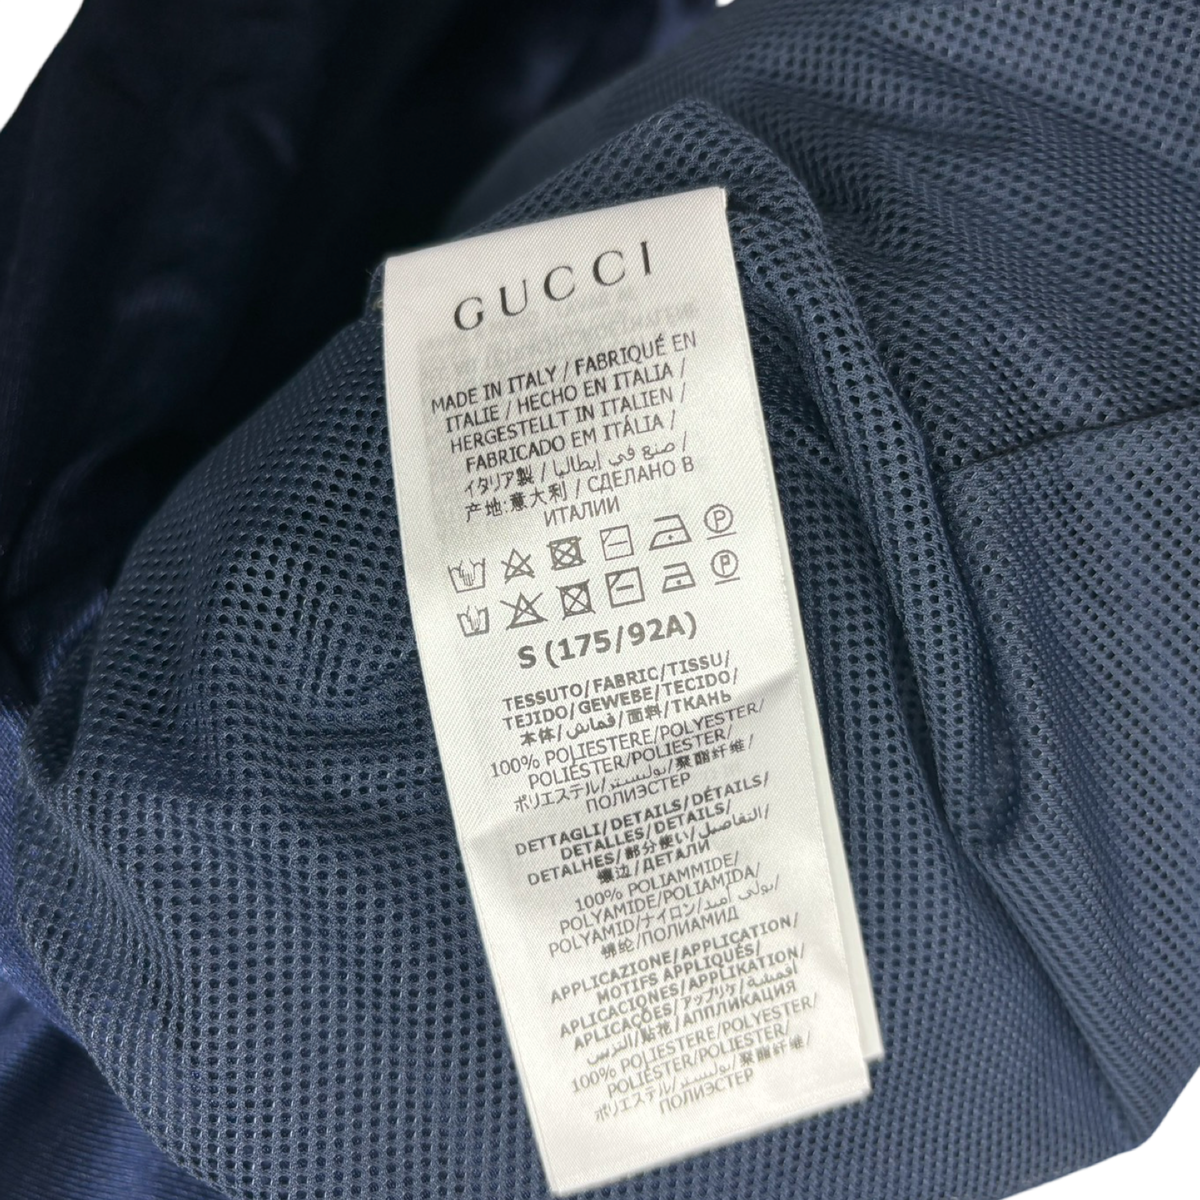 GUCCI
MADE IN ITALY / FABRIQUÉ EN
ITALIE / HECHO EN ITALIA /
HERGESTELLT IN ITALIEN /
FABRICADO EM ITÀLIA /
イタリア製 / صنع في إيطاليا /
产地:意大利 / СДЕЛАНО В
ИТАЛИИ
P
P
S (175/92A)
TESSUTO/FABRIC/TISSU/
TEJIDO/GEWEBE/TECIDO/
本体/قماش/面料/ТКАНЬ
100% POLIESTERE/POLYESTER/
POLIÉSTER/POLIESTER/
ポリエステル/بوليستر/聚酯纤维/
ПОЛИЭСТЕР
DETTAGLI/DETAILS/DÉTAILS/
DETALLES/DETAILS/
DETALHES/部分使い/التفاصيل/
镶边/ДЕТАЛИ
100% POLIAMMIDE/
POLYAMIDE/POLIAMIDA/
POLYAMID/ナイロン/بولي أميد/
锦纶/ПОЛИАМИД
APPLICAZIONE/APPLICATION/
MOTIFS APPLIQUÉS/
APLICACIONES/APPLIKATION/
APLICAÇÕES/アップリケ/أقمشة
/贴花/АППЛИКАЦИЯ
100% POLIESTERE/POLYESTER/
POLIÉSTER/POLIESTER/
ポリエステル/بوليستر/聚酯纤维/
ПОЛИЭСТЕР